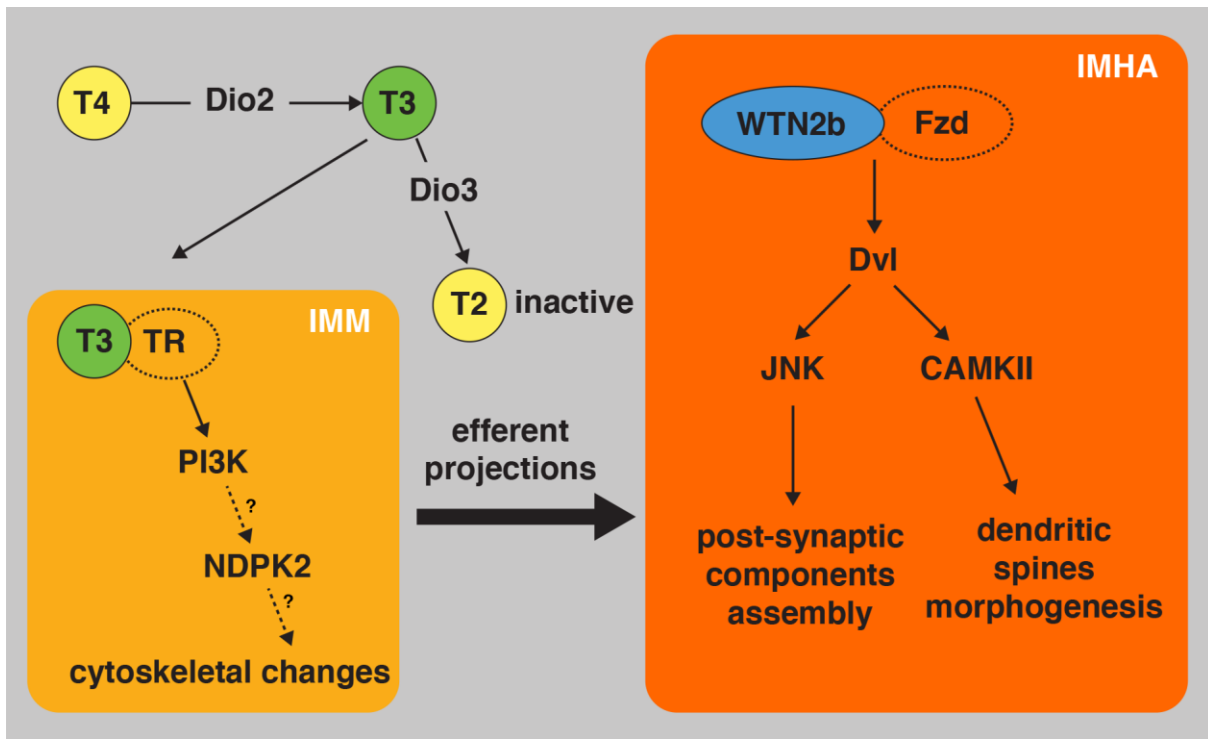 T4 Dio2 T3
Dio3
T2 inactive
IMM
T3 TR
PI3K
?
NDPK2
?
cytoskeletal changes
efferent
projections
IMHA
WTN2b Fzd
Dvl
JNK CAMKII
post-synaptic
components
assembly
dendritic
spines
morphogenesis